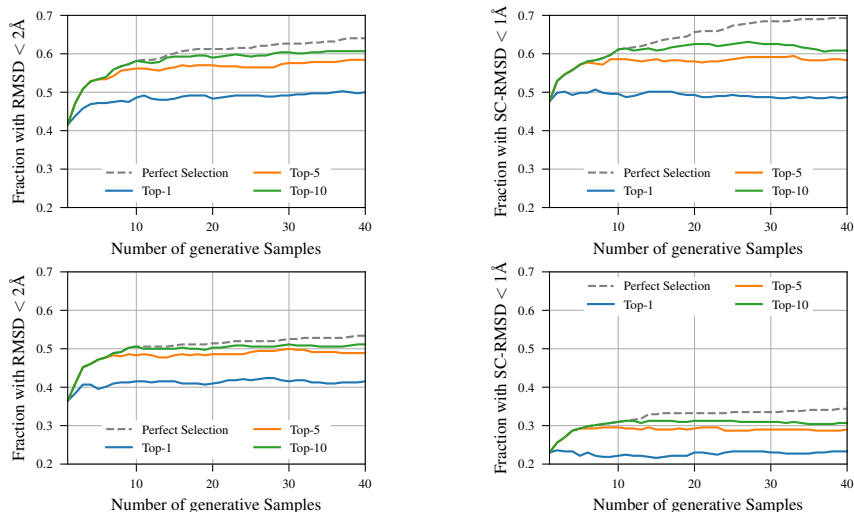 Fraction with RMSD < 2Å
0.7
0.6
0.5
0.4
0.3
0.2
Perfect Selection
Top-1
Top-5
Top-10
10
20
30
40
Number of generative Samples
Fraction with SC-RMSD < 1Å
0.7
0.6
0.5
0.4
0.3
0.2
Perfect Selection
Top-1
Top-5
Top-10
10
20
30
40
Number of generative Samples
Fraction with RMSD < 2Å
0.7
0.6
0.5
0.4
0.3
0.2
Perfect Selection
Top-1
Top-5
Top-10
10
20
30
40
Number of generative Samples
Fraction with SC-RMSD < 1Å
0.7
0.6
0.5
0.4
0.3
0.2
Perfect Selection
Top-1
Top-5
Top-10
10
20
30
40
Number of generative Samples